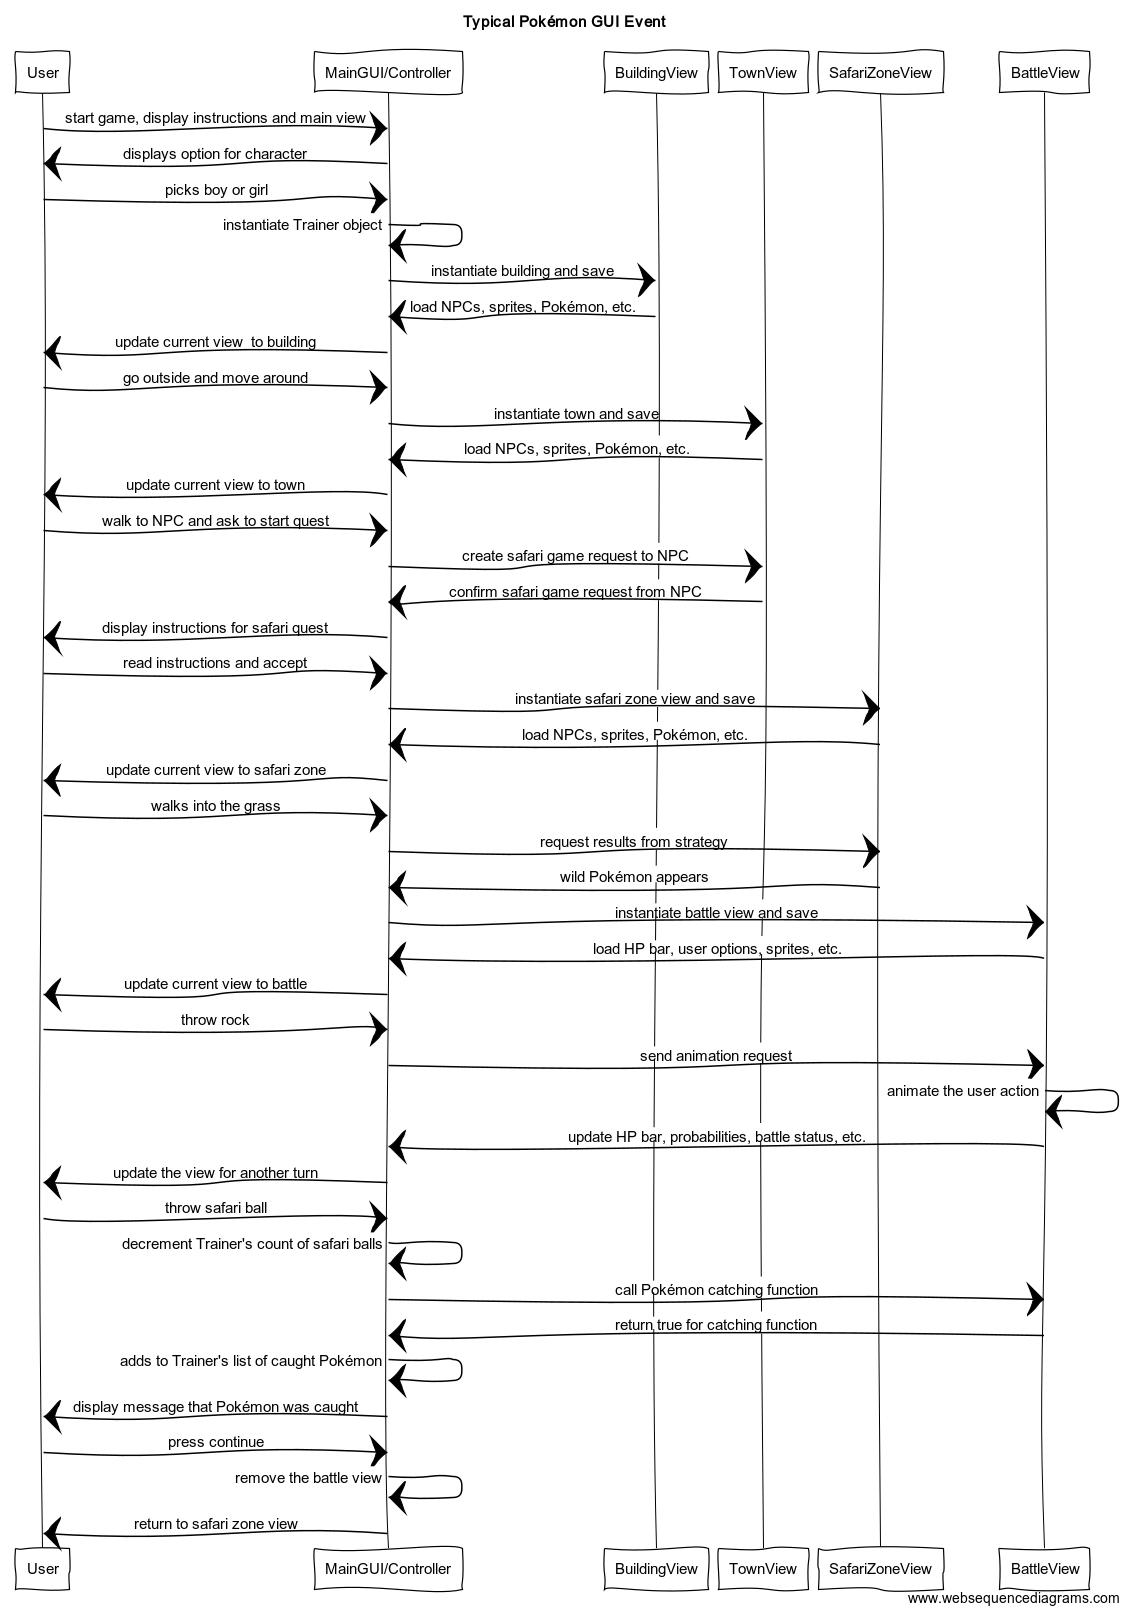 Typical Pokémon GUI Event
User
MainGUI/Controller
BuildingView
TownView
SafariZoneView
BattleView
start game, display instructions and main view
displays option for character
picks boy or girl
instantiate Trainer object
instantiate building and save
load NPCs, sprites, Pokémon, etc.
update current view  to building
go outside and move around
instantiate town and save
load NPCs, sprites, Pokémon, etc.
update current view to town
walk to NPC and ask to start quest
create safari game request to NPC
confirm safari game request from NPC
display instructions for safari quest
read instructions and accept
instantiate safari zone view and save
load NPCs, sprites, Pokémon, etc.
update current view to safari zone
walks into the grass
request results from strategy
wild Pokémon appears
instantiate battle view and save
load HP bar, user options, sprites, etc.
update current view to battle
throw rock
send animation request
animate the user action
update HP bar, probabilities, battle status, etc.
update the view for another turn
throw safari ball
decrement Trainer's count of safari balls
call Pokémon catching function
return true for catching function
adds to Trainer's list of caught Pokémon
display message that Pokémon was caught
press continue
remove the battle view
return to safari zone view
User
MainGUI/Controller
BuildingView
TownView
SafariZoneView
BattleView
www.websequencediagrams.com